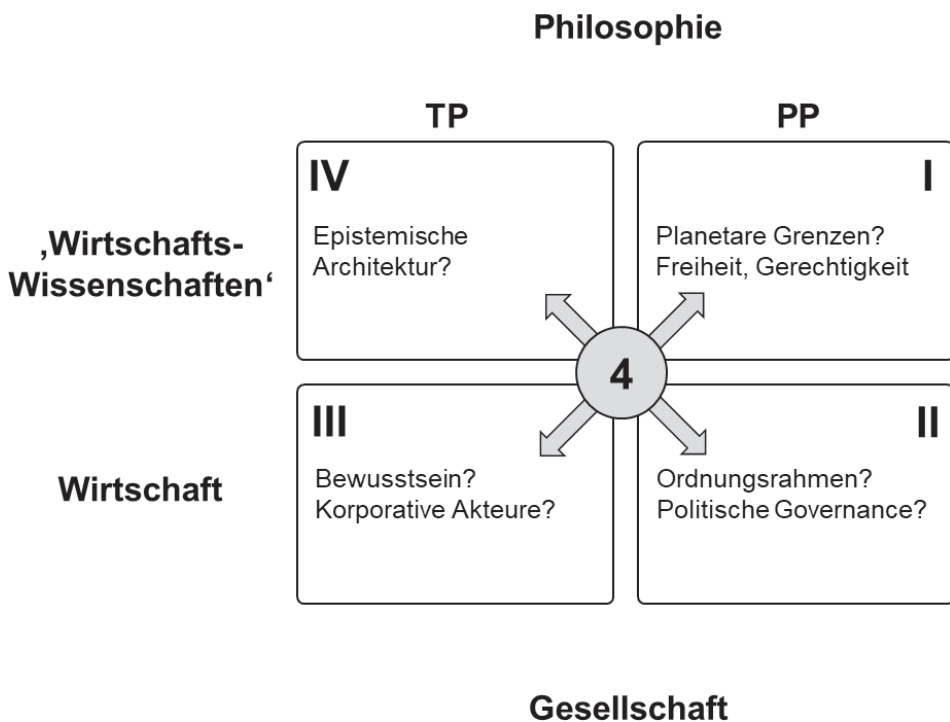 Philosophie
TP
PP
‚Wirtschafts-
Wissenschaften‘
IV
Epistemische
Architektur?
I
Planetare Grenzen?
Freiheit, Gerechtigkeit
4
Wirtschaft
III
Bewusstsein?
Korporative Akteure?
II
Ordnungsrahmen?
Politische Governance?
Gesellschaft